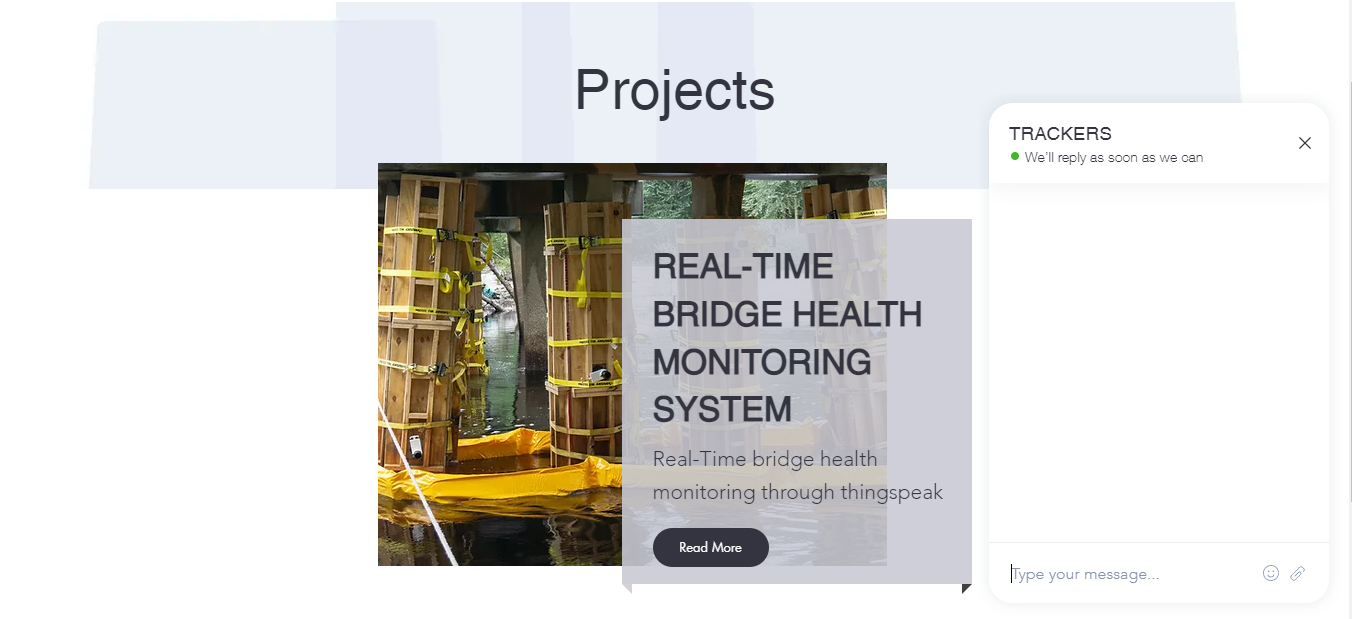 Projects
REAL-TIME
BRIDGE HEALTH
MONITORING
SYSTEM
Real-Time bridge health
monitoring through thingspeak
Read More
TRACKERS
We'll reply as soon as we can
Type your message...